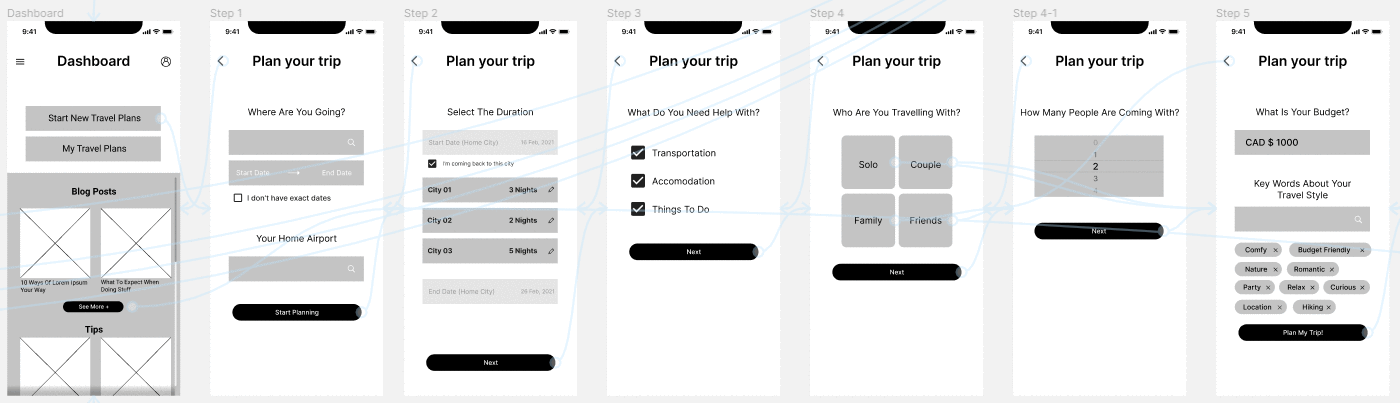 Dashboard
9:41
Dashboard
Start New Travel Plans
My Travel Plans
Blog Posts
10 Ways Of Lorem Ipsum
Your Way
What To Expect When
Doing Stuff
See More +
Tips
Step 1
9:41
Plan your trip
Where Are You Going?
Start Date
End Date
I don't have exact dates
Your Home Airport
Start Planning
Step 2
9:41
Plan your trip
Select The Duration
Start Date (Home City) 16 Feb, 2021
I'm coming back to this city
City 01 3 Nights
City 02 2 Nights
City 03 5 Nights
End Date (Home City) 26 Feb, 2021
Next
Step 3
9:41
Plan your trip
What Do You Need Help With?
Transportation
Accomodation
Things To Do
Next
Step 4
9:41
Plan your trip
Who Are You Travelling With?
Solo Couple
Family Friends
Next
Step 4-1
9:41
Plan your trip
How Many People Are Coming With?
0
1
2
3
4
Next
Step 5
9:41
Plan your trip
What Is Your Budget?
CAD $ 1000
Key Words About Your
Travel Style
Comfy × Budget Friendly ×
Nature × Romantic ×
Party × Relax × Curious ×
Location × Hiking ×
Plan My Trip!